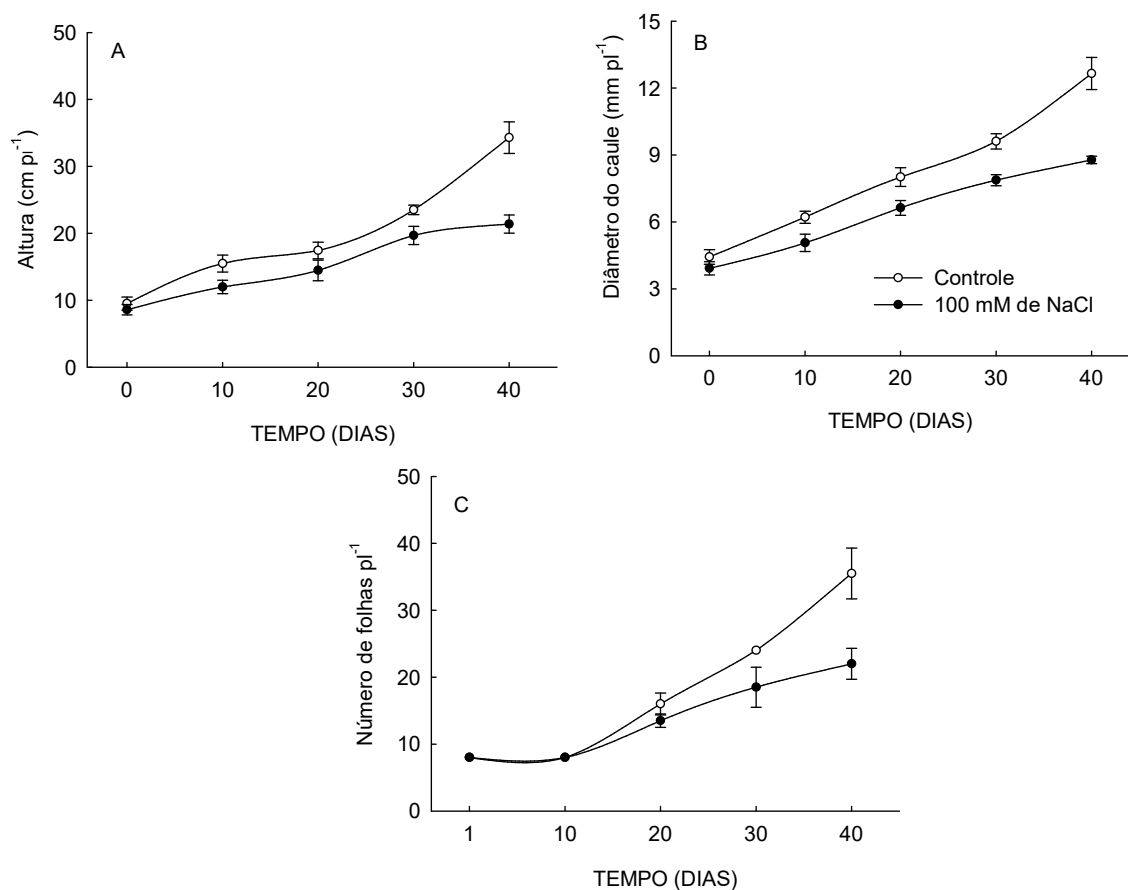 A
Altura (cm pl⁻¹)
50
40
30
20
10
0
0 10 20 30 40
TEMPO (DIAS)
B
Diâmetro do caule (mm pl⁻¹)
15
12
9
6
3
0
Controle
100 mM de NaCl
0 10 20 30 40
TEMPO (DIAS)
C
Número de folhas pl⁻¹
50
40
30
20
10
0
1 10 20 30 40
TEMPO (DIAS)